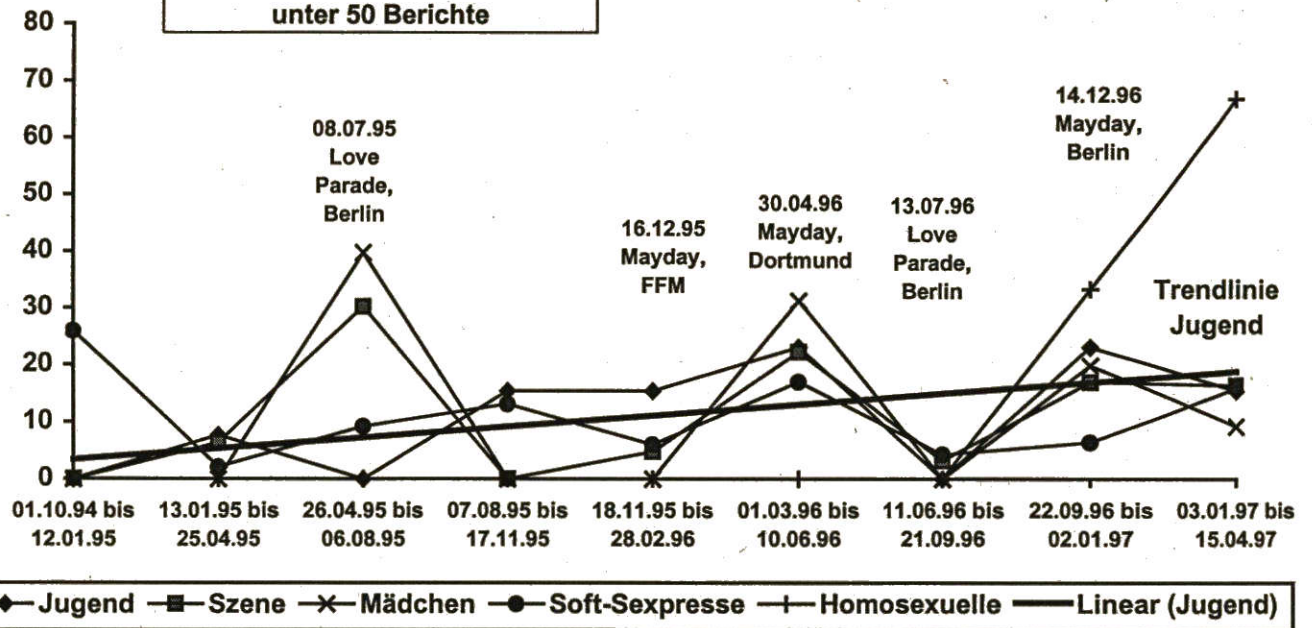 unter 50 Berichte
80
70
60
50
40
30
20
10
0
08.07.95
Love
Parade,
Berlin
16.12.95
Mayday,
FFM
30.04.96
Mayday,
Dortmund
13.07.96
Love
Parade,
Berlin
14.12.96
Mayday,
Berlin
Trendlinie
Jugend
01.10.94 bis
12.01.95
13.01.95 bis
25.04.95
26.04.95 bis
06.08.95
07.08.95 bis
17.11.95
18.11.95 bis
28.02.96
01.03.96 bis
10.06.96
11.06.96 bis
21.09.96
22.09.96 bis
02.01.97
03.01.97 bis
15.04.97
Jugend Szene Mädchen Soft-Sexpresse Homosexuelle Linear (Jugend)